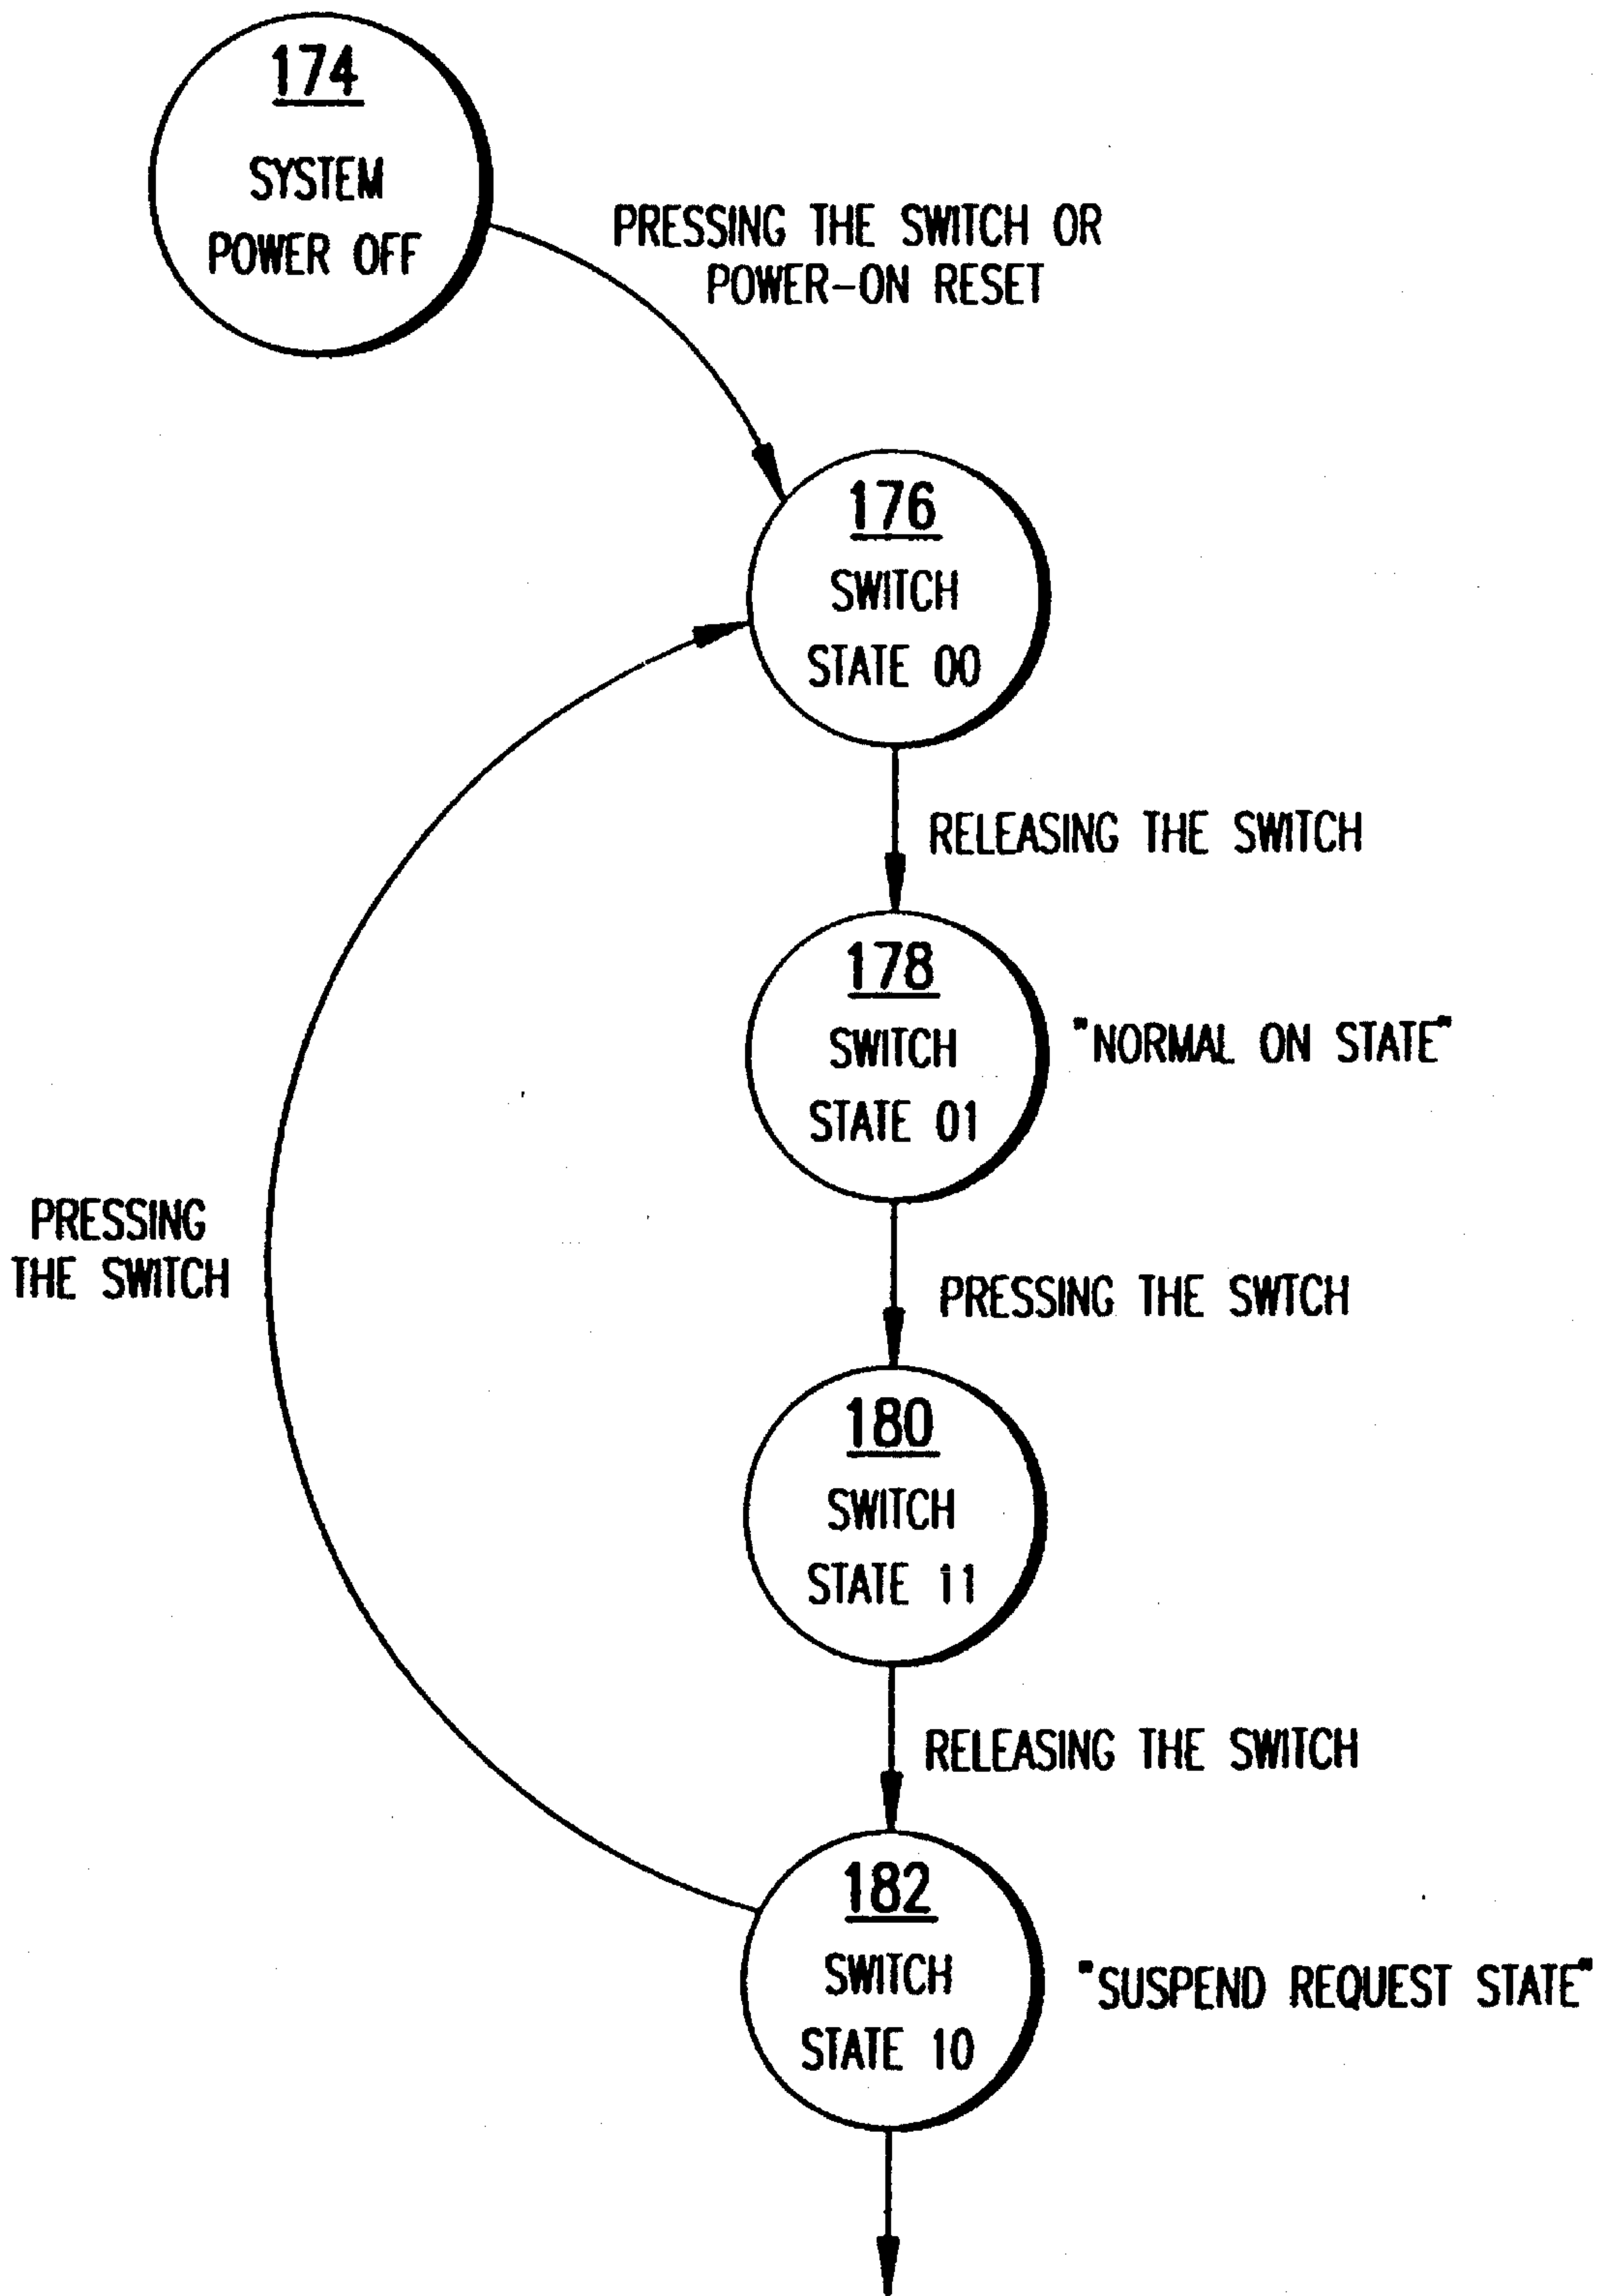 174
SYSTEM
POWER OFF
PRESSING THE SWITCH OR
POWER-ON RESET
176
SWITCH
STATE 00
RELEASING THE SWITCH
178
SWITCH
STATE 01
"NORMAL ON STATE"
PRESSING
THE SWITCH
PRESSING THE SWTCH
180
SWITCH
STATE 11
RELEASING THE SWITCH
182
SWITCH
STATE 10
"SUSPEND REQUEST STATE"